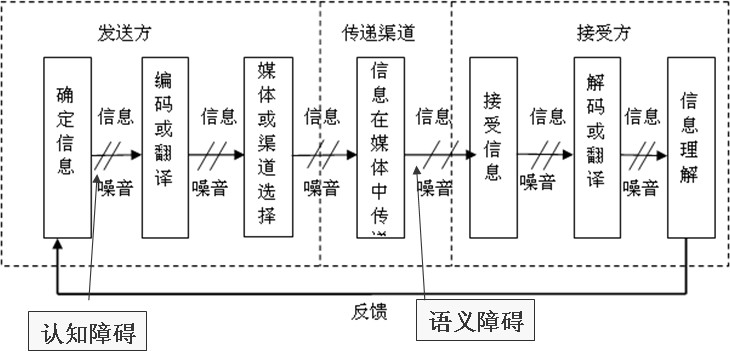 发送方
传递渠道
接受方
确定信息
信息
噪音
编码或翻译
信息
噪音
媒体或渠道选择
信息
噪音
信息在媒体中传
信息
噪音
接受信息
信息
噪音
解码或翻译
信息
噪音
信息理解
反馈
认知障碍
语义障碍